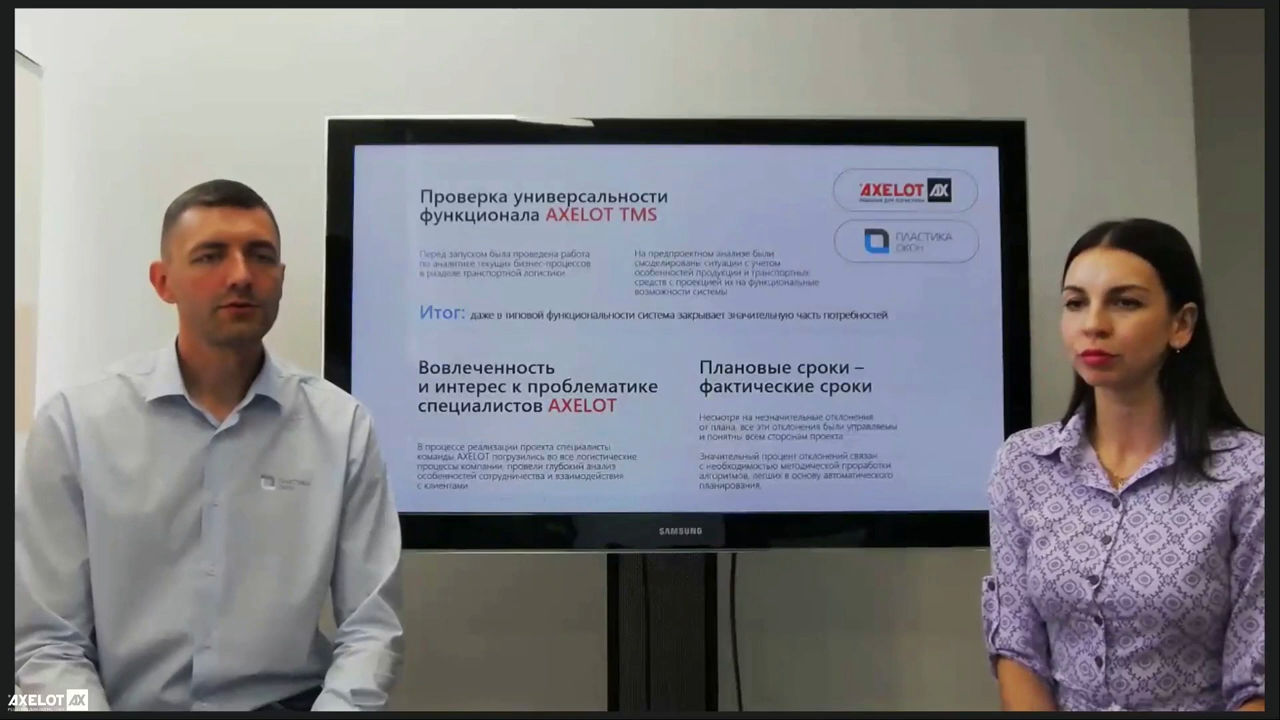 Проверка универсальности
функционала AXELOT TMS
AXELOT AX
ПЛАСТИКА
ОКОН
Перед запуском была проведена работа
по аналитике текущих бизнес-процессов
в разделе транспортной логистики
На предпроектном анализе были
смоделированы ситуации с учетом
особенностей продукции и транспортных
средств с проекцией их на функциональные
возможности системы
Итог: даже в типовой функциональности система закрывает значительную часть потребностей
Вовлеченность
и интерес к проблематике
специалистов AXELOT
В процессе реализации проекта специалисты
команды AXELOT погрузились во все логистические
процессы компании, провели глубокий анализ
особенностей сотрудничества и взаимодействия
с клиентами
Плановые сроки –
фактические сроки
Несмотря на незначительные отклонения
от плана, все эти отклонения были управляемы
и понятны всем сторонам проекта
Значительный процент отклонений связан
с необходимостью методической проработки
алгоритмов, легших в основу автоматического
планирования.
SAMSUNG
ПЛАСТИКА
ОКОН
AXELOT AX